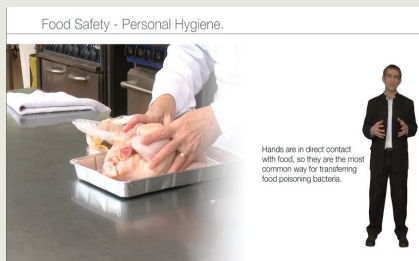 Food Safety - Personal Hygiene.
Hands are in direct contact
with food, so they are the most
common way for transferring
food poisoning bacteria.